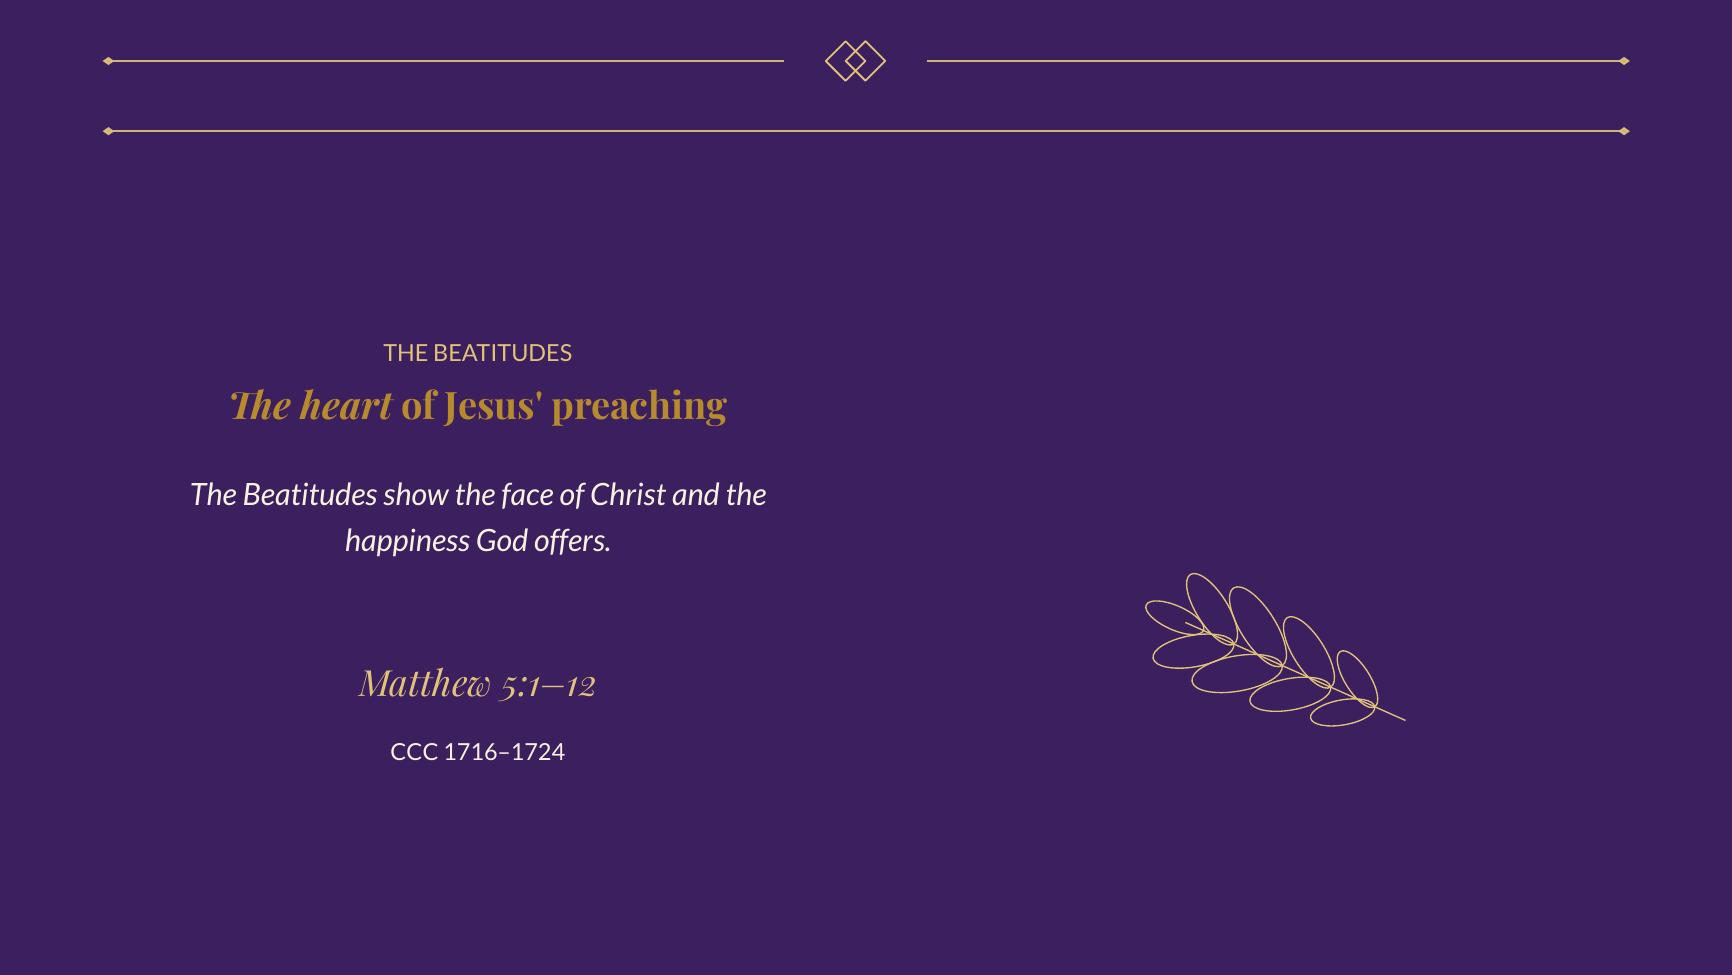 THE BEATITUDES
The heart of Jesus' preaching
The Beatitudes show the face of Christ and the
happiness God offers.
Matthew 5:1–12
CCC 1716–1724